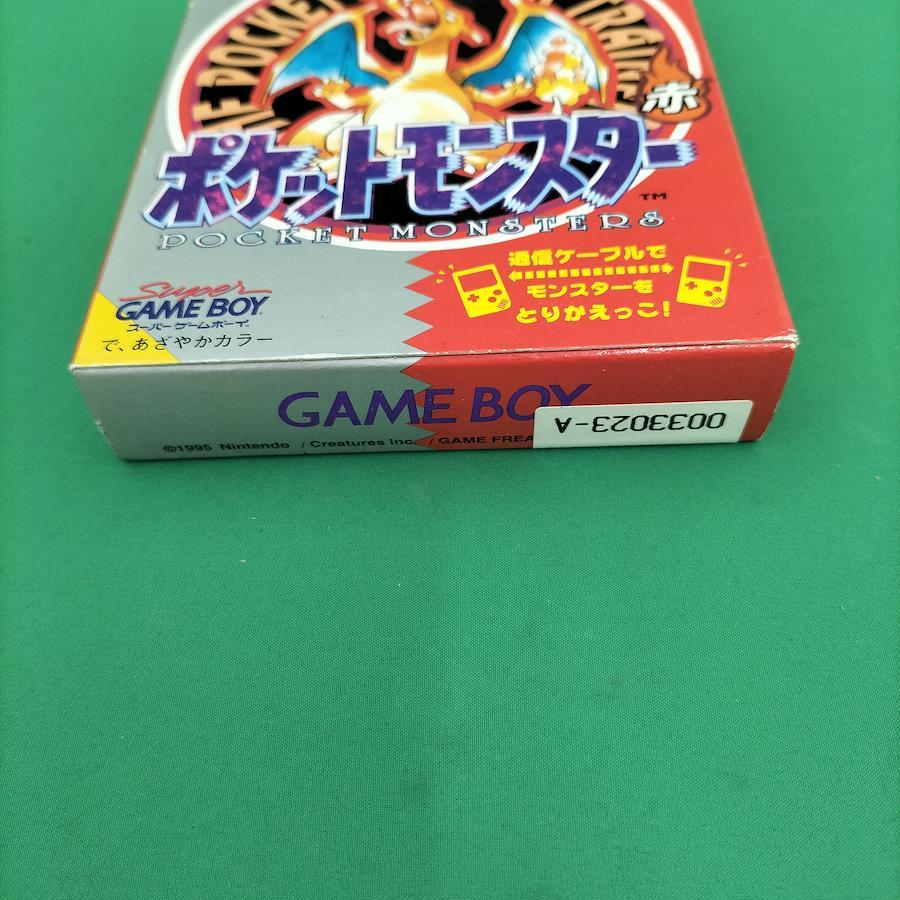 THE POCKET
TRAINER
赤
ポケットモンスター
TM
POCKET MONSTERS
通信ケーブルで
モンスターを
とりかえっこ!
Super
GAME BOY
スーパーゲームボーイ
で、あざやかカラー
GAME BOY
©1995 Nintendo / Creatures inc. / GAME FREA
0033023-A